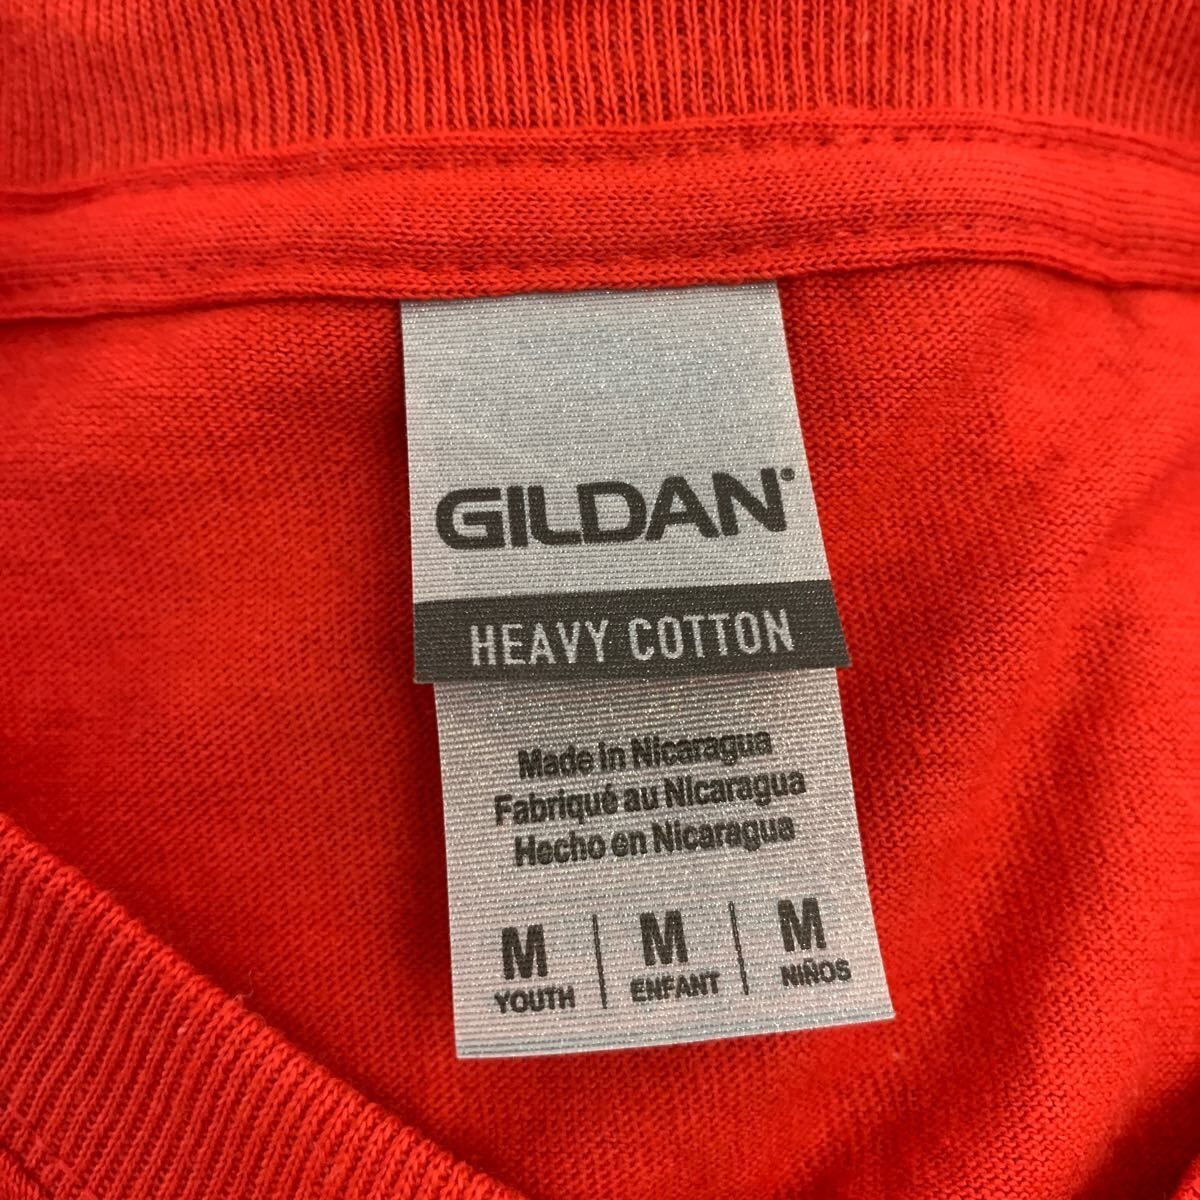 GILDAN®
HEAVY COTTON
Made in Nicaragua
Fabriqué au Nicaragua
Hecho en Nicaragua
M | M | M
YOUTH | ENFANT | NIÑOS